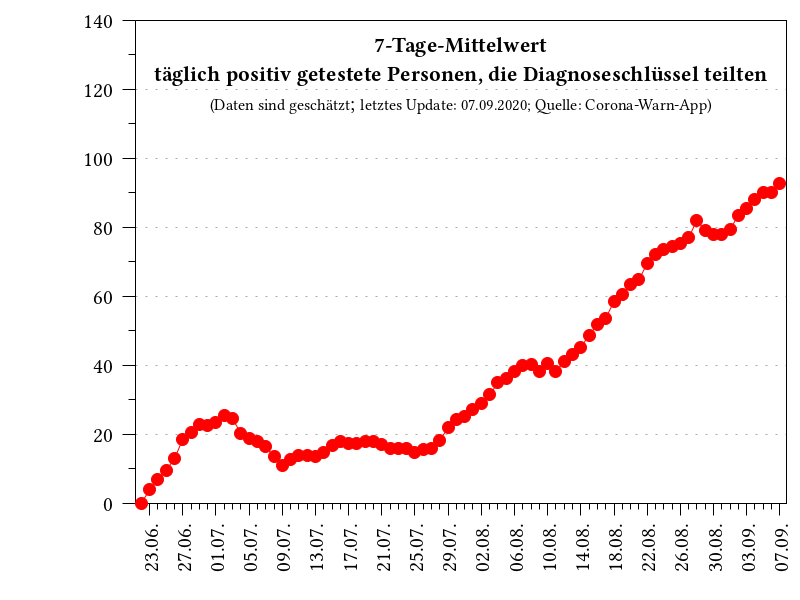 7-Tage-Mittelwert
täglich positiv getestete Personen, die Diagnoseschlüssel teilten
(Daten sind geschätzt; letztes Update: 07.09.2020; Quelle: Corona-Warn-App)
140
120
100
80
60
40
20
0
23.06. 27.06. 01.07. 05.07. 09.07. 13.07. 17.07. 21.07. 25.07. 29.07. 02.08. 06.08. 10.08. 14.08. 18.08. 22.08. 26.08. 30.08. 03.09. 07.09.